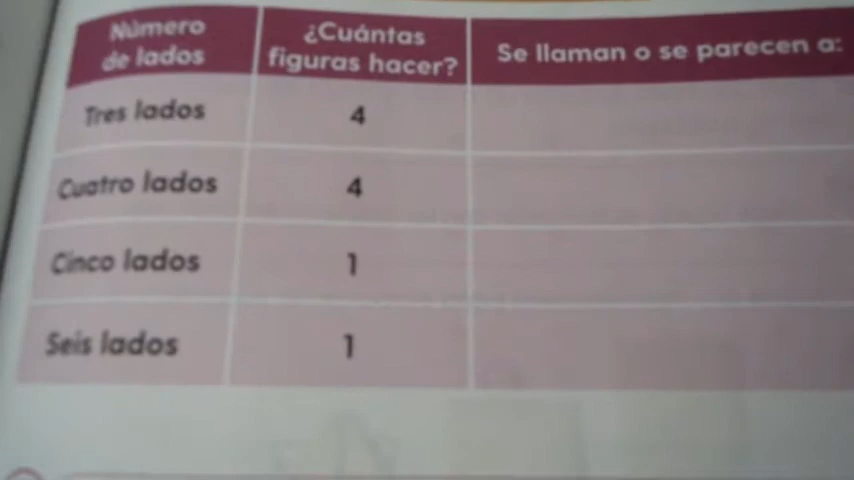 Número de lados
¿Cuántas figuras hacer?
Se llaman o se parecen a:
Tres lados 4
Cuatro lados 4
Cinco lados 1
Seis lados 1